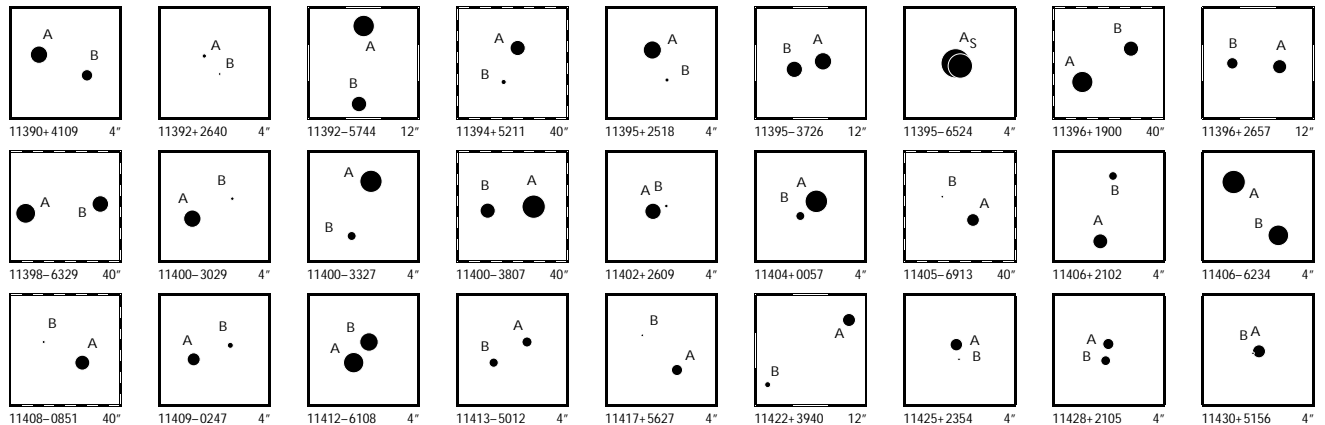 A B A B A B A B A B B A A S A B B A
11390+4109 4" 11392+2640 4" 11392−5744 12" 11394+5211 40" 11395+2518 4" 11395−3726 12" 11395−6524 4" 11396+1900 40" 11396+2657 12"
A B A B A B B A A B A B B A A B A B
11398−6329 40" 11400−3029 4" 11400−3327 4" 11400−3807 40" 11402+2609 4" 11404+0057 4" 11405−6913 40" 11406+2102 4" 11406−6234 4"
B A A B B A A B B A A B A B A B B A
11408−0851 40" 11409−0247 4" 11412−6108 4" 11413−5012 4" 11417+5627 4" 11422+3940 12" 11425+2354 4" 11428+2105 4" 11430+5156 4"